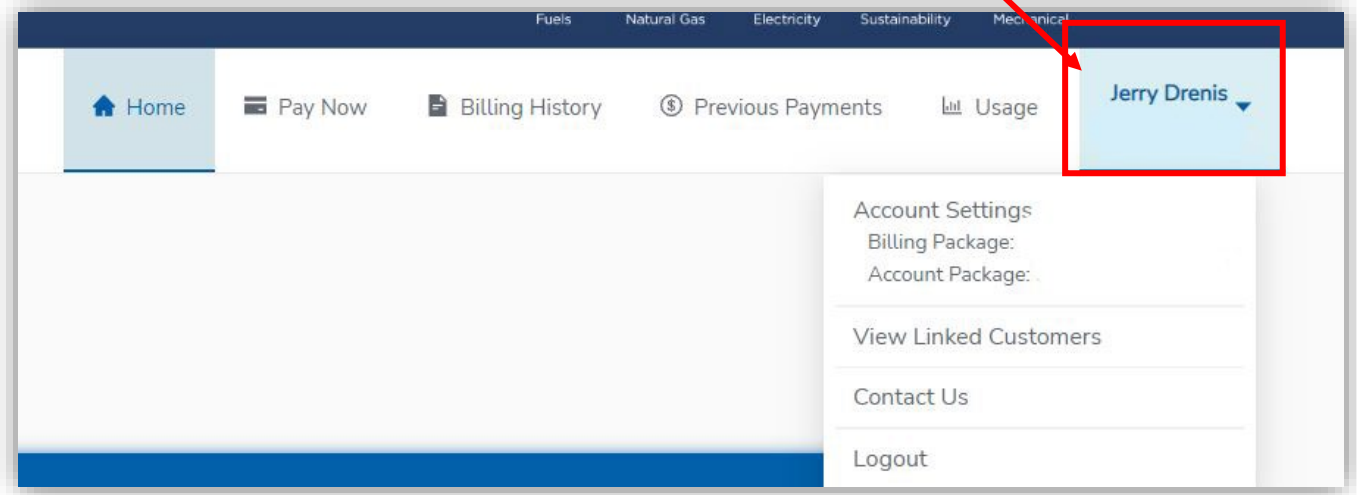 Fuels Natural Gas Electricity Sustainability Mechanical
Home Pay Now Billing History Previous Payments Usage Jerry Drenis
Account Settings
Billing Package:
Account Package:
View Linked Customers
Contact Us
Logout